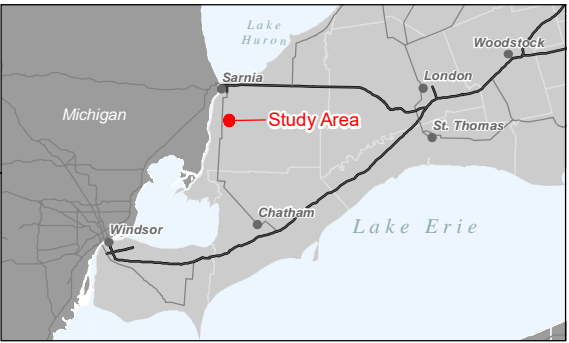 Lake
Huron
Woodstock
Sarnia
London
Michigan
Study Area
St. Thomas
Chatham
Lake Erie
Windsor